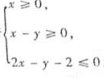 x ≥ 0,
x − y ≥ 0,
2x − y − 2 ≤ 0